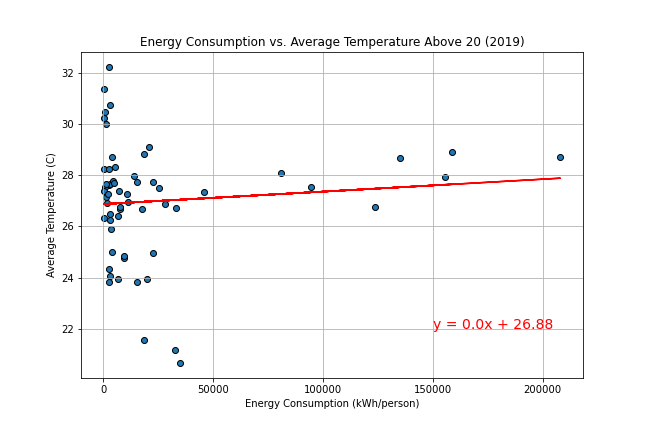 Energy Consumption vs. Average Temperature Above 20 (2019)
32
30
28
26
24
22
Average Temperature (C)
y = 0.0x + 26.88
0
50000
100000
150000
200000
Energy Consumption (kWh/person)